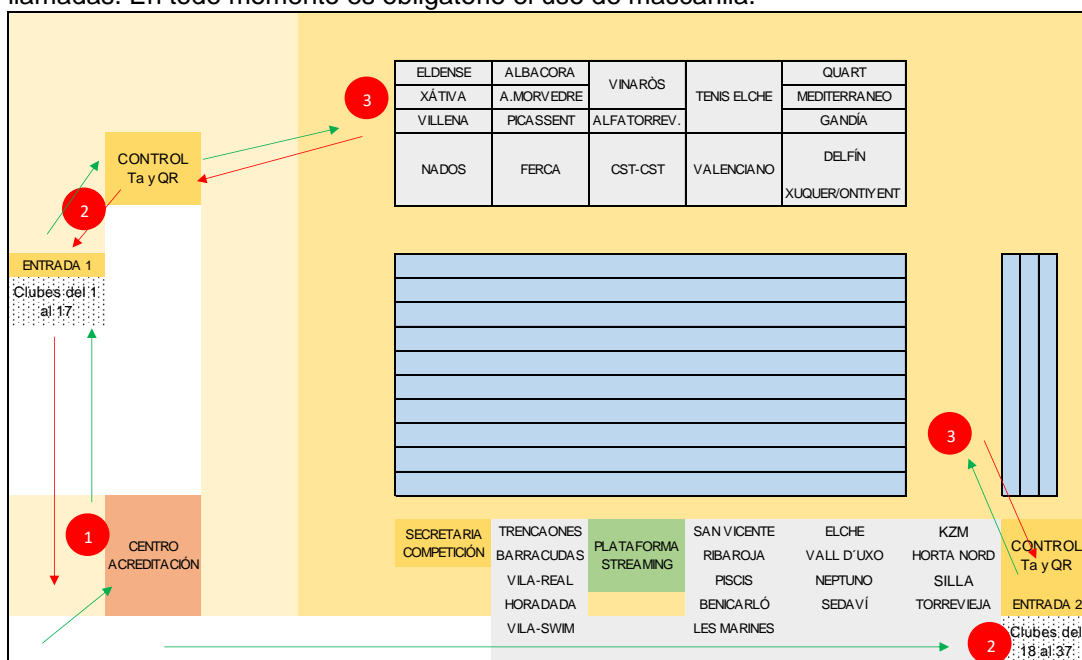 llamadas. En todo momento es obligatorio el uso de mascarilla.
ELDENSE
ALBACORA
VINARÒS
TENIS ELCHE
QUART
XÁTIVA
A.MORVEDRE
MEDITERRANEO
VILLENA
PICASSENT
ALFATORREV.
GANDÍA
NADOS
FERCA
CST-CST
VALENCIANO
DELFÍN
XUQUER/ONTIYENT
3
CONTROL
Ta y QR
2
ENTRADA 1
Clubes del 1
al 17
3
1
CENTRO
ACREDITACIÓN
SECRETARIA
COMPETICIÓN
TRENCAONES
BARRACUDAS
VILA-REAL
HORADADA
VILA-SWIM
PLATAFORMA
STREAMING
SAN VICENTE
RIBAROJA
PISCIS
BENICARLÓ
LES MARINES
ELCHE
VALL D´UXO
NEPTUNO
SEDAVÍ
KZM
HORTA NORD
SILLA
TORREVIEJA
CONTROL
Ta y QR
ENTRADA 2
2
Clubes del
18 al 37